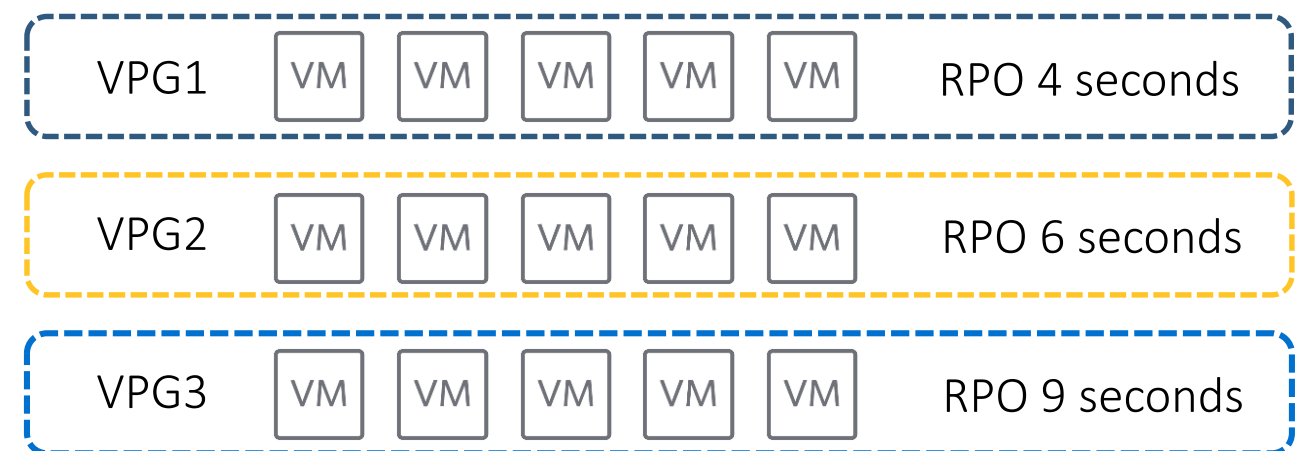 VPG1 VM VM VM VM VM RPO 4 seconds
VPG2 VM VM VM VM VM RPO 6 seconds
VPG3 VM VM VM VM VM RPO 9 seconds